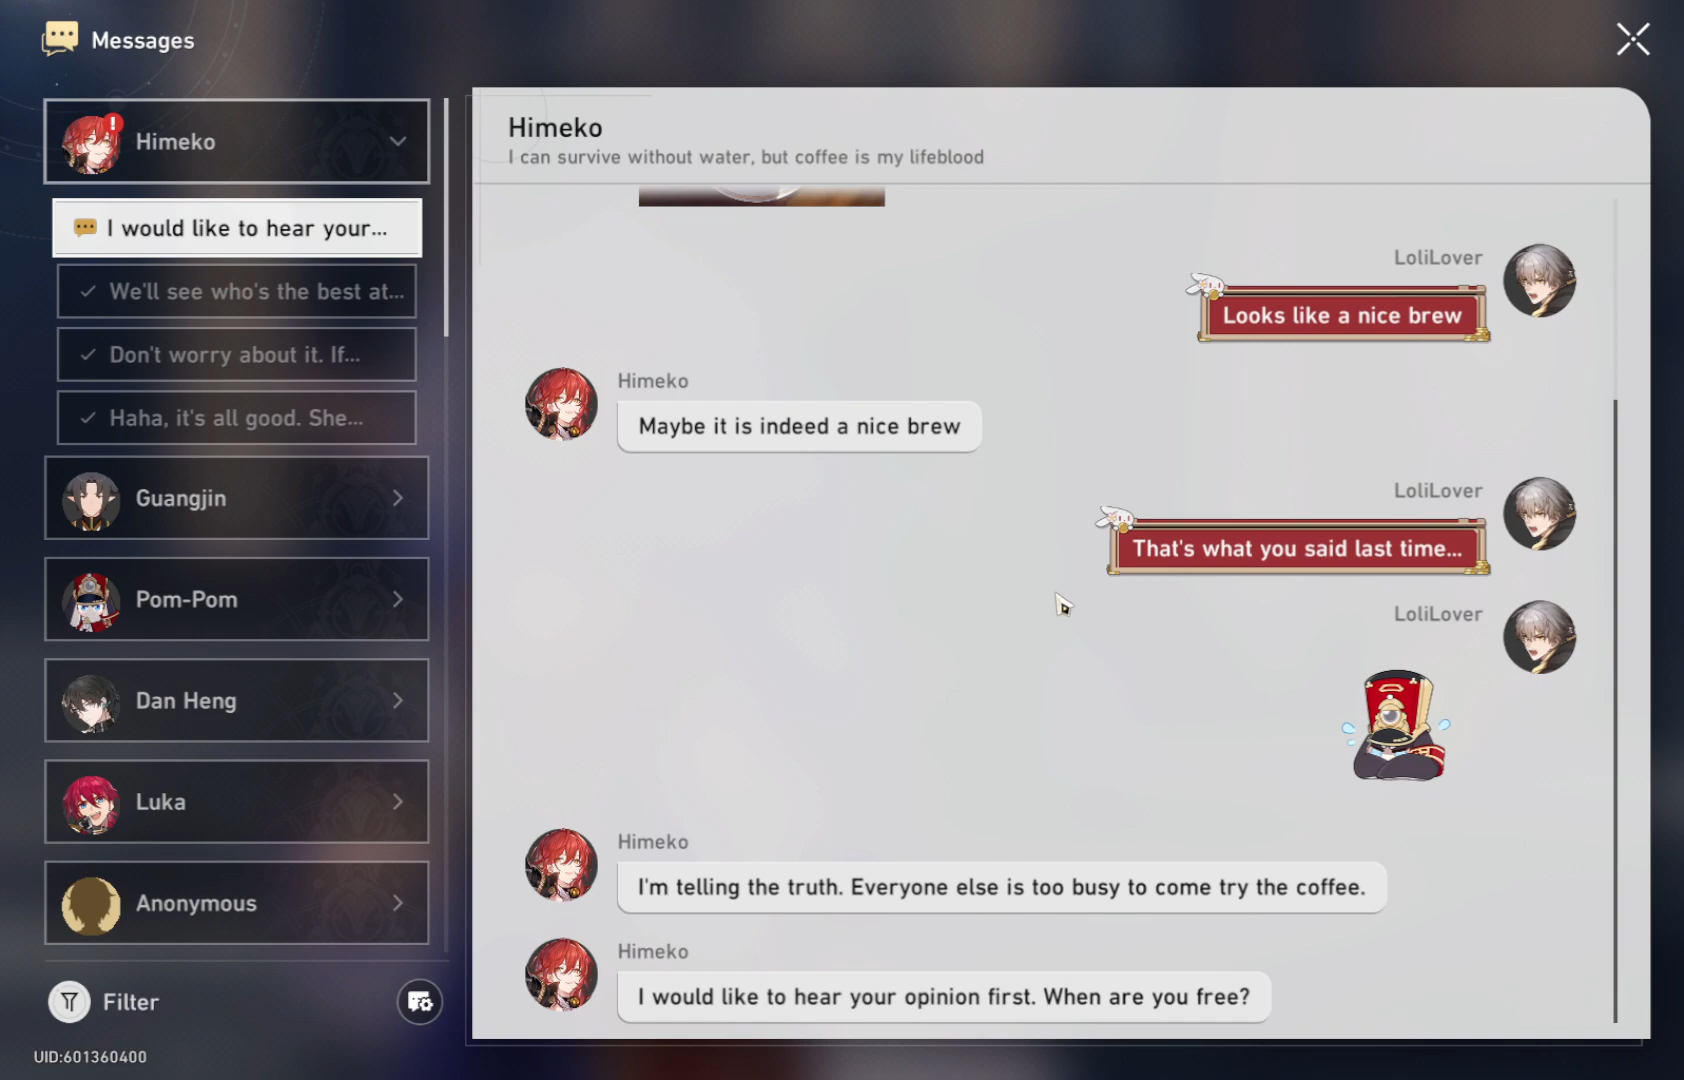 Messages
Himeko
I would like to hear your...
We'll see who's the best at...
Don't worry about it. If...
Haha, it's all good. She...
Guangjin
Pom-Pom
Dan Heng
Luka
Anonymous
Filter
UID:601360400
Himeko
I can survive without water, but coffee is my lifeblood
LoliLover
Looks like a nice brew
Himeko
Maybe it is indeed a nice brew
LoliLover
That's what you said last time...
LoliLover
Himeko
I'm telling the truth. Everyone else is too busy to come try the coffee.
Himeko
I would like to hear your opinion first. When are you free?